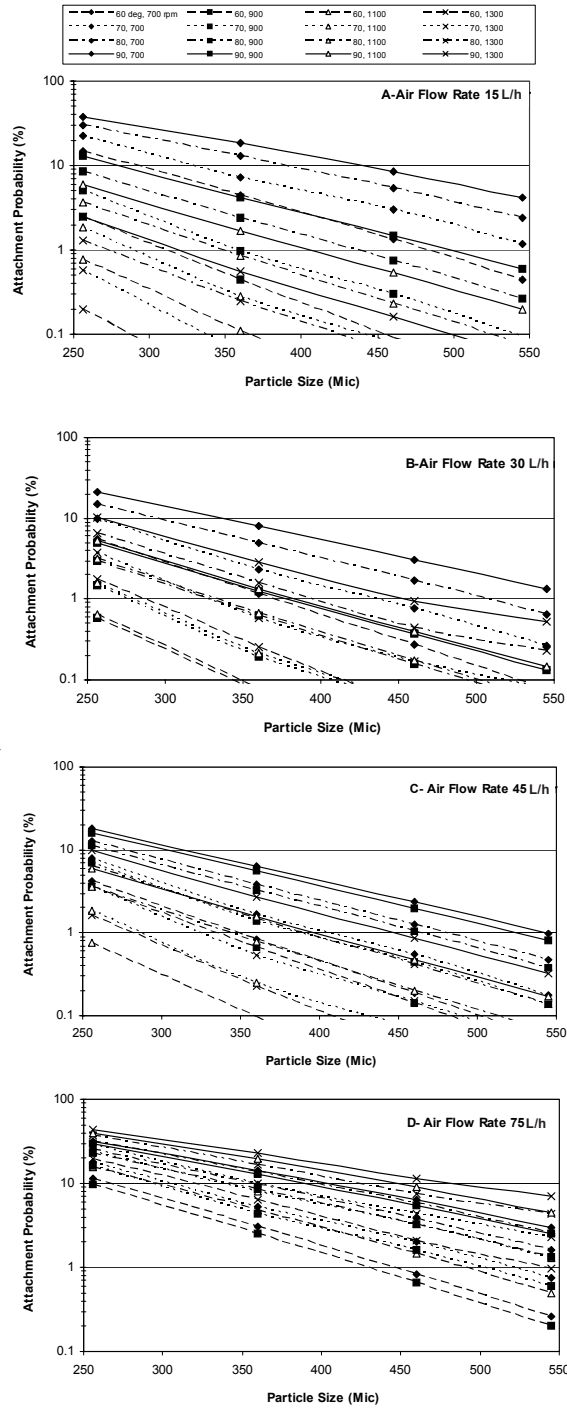 60 deg, 700 rpm 60, 900 60, 1100 60, 1300
70, 700 70, 900 70, 1100 70, 1300
80, 700 80, 900 80, 1100 80, 1300
90, 700 90, 900 90, 1100 90, 1300
A-Air Flow Rate 15 L/h
Attachment Probability (%)
100
10
1
0.1
250 300 350 400 450 500 550
Particle Size (Mic)
B-Air Flow Rate 30 L/h
Attachment Probability (%)
100
10
1
0.1
250 300 350 400 450 500 550
Particle Size (Mic)
C- Air Flow Rate 45 L/h
Attachment Probability (%)
100
10
1
0.1
250 300 350 400 450 500 550
Particle Size (Mic)
D- Air Flow Rate 75 L/h
Attachment Probability (%)
100
10
1
0.1
250 300 350 400 450 500 550
Particle Size (Mic)